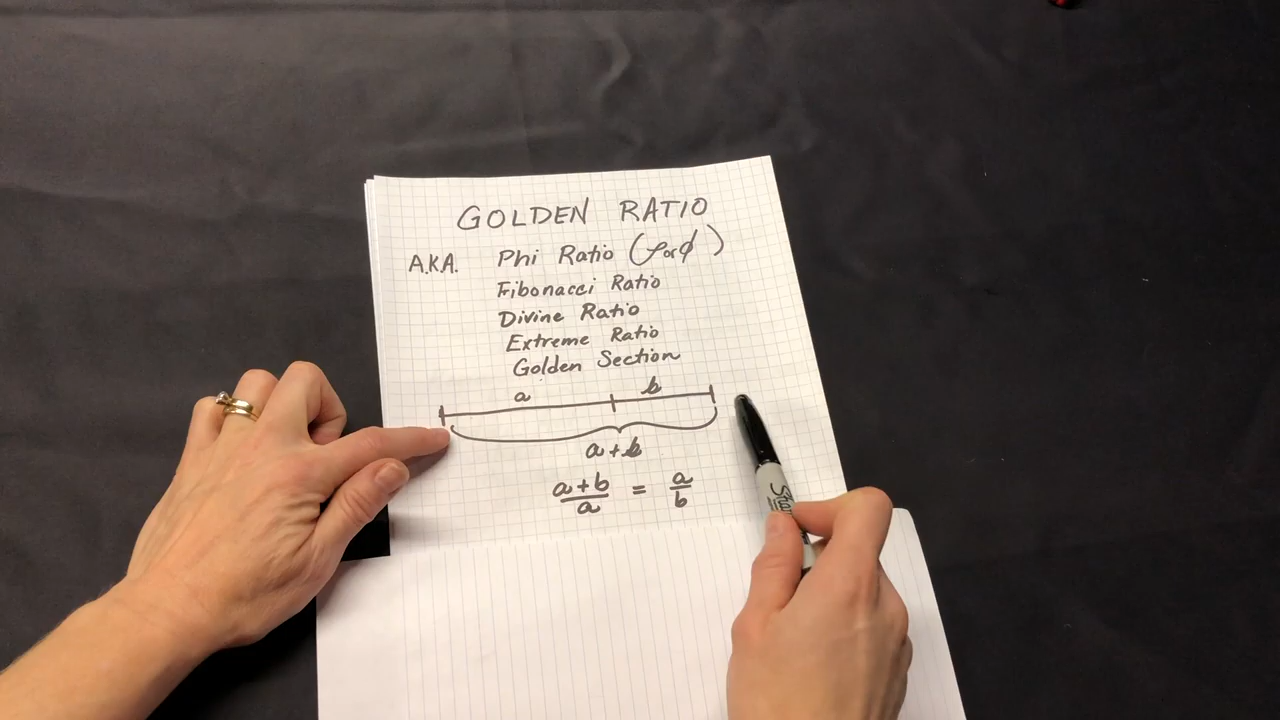 GOLDEN RATIO
A.K.A. Phi Ratio (φ or ϕ)
Fibonacci Ratio
Divine Ratio
Extreme Ratio
Golden Section
a b
a + b
a + b / a = a / b